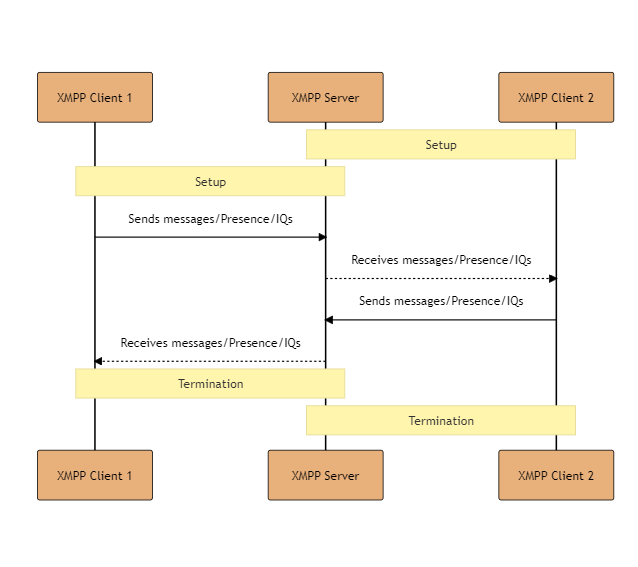 XMPP Client 1
XMPP Server
XMPP Client 2
Setup
Setup
Sends messages/Presence/IQs
Receives messages/Presence/IQs
Sends messages/Presence/IQs
Receives messages/Presence/IQs
Termination
Termination
XMPP Client 1
XMPP Server
XMPP Client 2